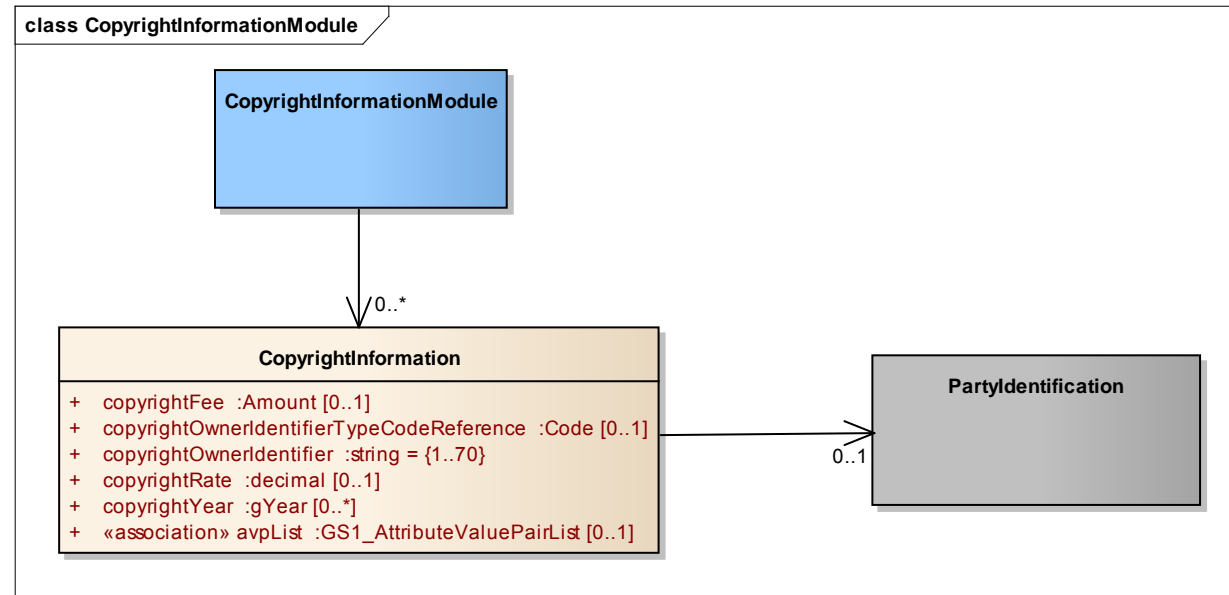 class CopyrightInformationModule
CopyrightInformationModule
0..*
CopyrightInformation
+ copyrightFee :Amount [0..1]
+ copyrightOwnerIdentifierTypeCodeReference :Code [0..1]
+ copyrightOwnerIdentifier :string = {1..70}
+ copyrightRate :decimal [0..1]
+ copyrightYear :gYear [0..*]
+ «association» avpList :GS1_AttributeValuePairList [0..1]
0..1
PartyIdentification